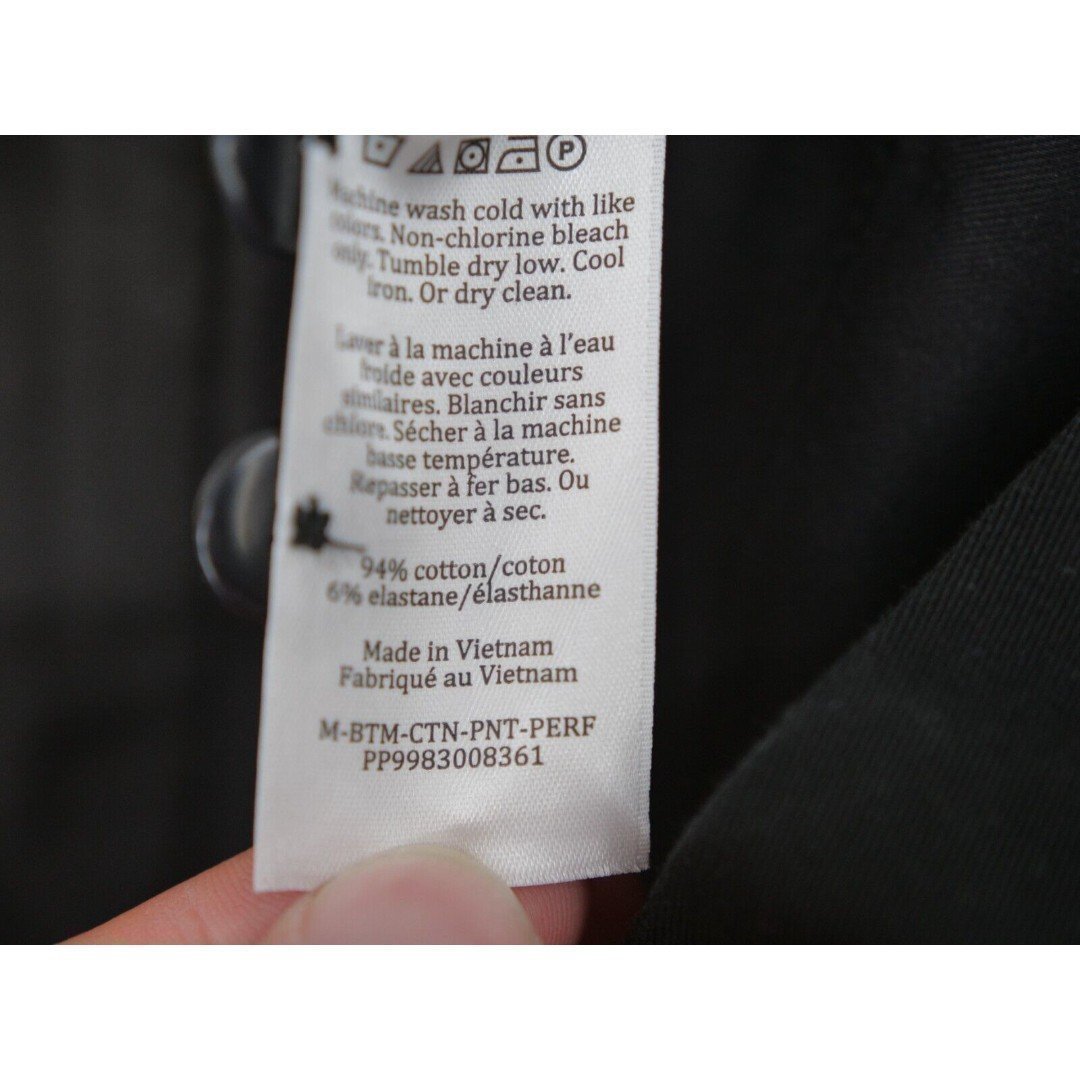 P
Machine wash cold with like
colors. Non-chlorine bleach
only. Tumble dry low. Cool
iron. Or dry clean.
Laver à la machine à l'eau
froide avec couleurs
similaires. Blanchir sans
chlore. Sécher à la machine
basse température.
Repasser à fer bas. Ou
nettoyer à sec.
94% cotton/coton
6% elastane/élasthanne
Made in Vietnam
Fabriqué au Vietnam
M-BTM-CTN-PNT-PERF
PP9983008361